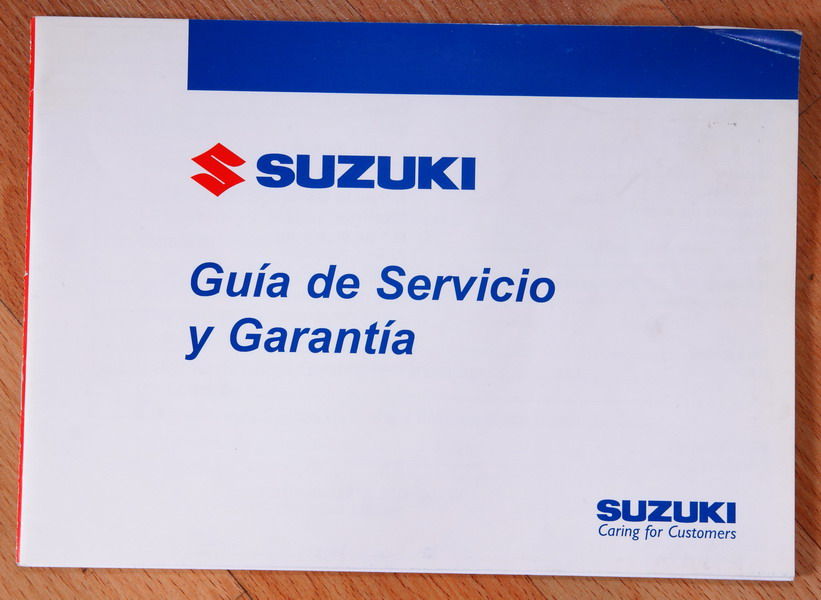 SUZUKI
Guía de Servicio
y Garantía
SUZUKI
Caring for Customers